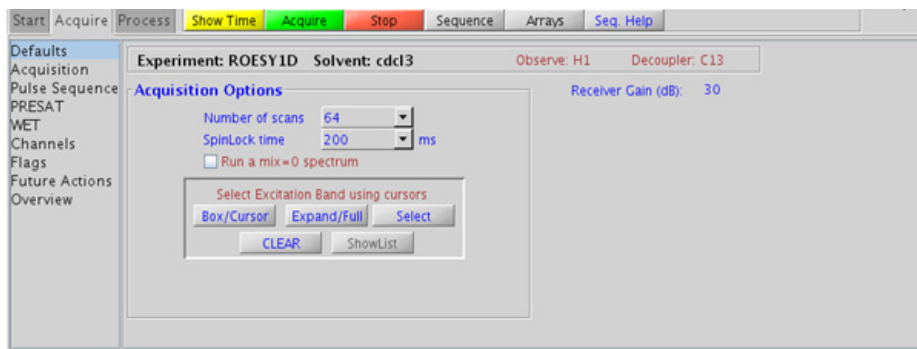 Start Acquire Process Show Time Acquire Stop Sequence Arrays Seq. Help
Defaults
Acquisition
Pulse Sequence
PRESAT
WET
Channels
Flags
Future Actions
Overview
Experiment: ROESY1D Solvent: cdcl3 Observe: H1 Decoupler: C13
Acquisition Options Receiver Gain (dB): 30
Number of scans 64
SpinLock time 200 ms
Run a mix=0 spectrum
Select Excitation Band using cursors
Box/Cursor Expand/Full Select
CLEAR ShowList